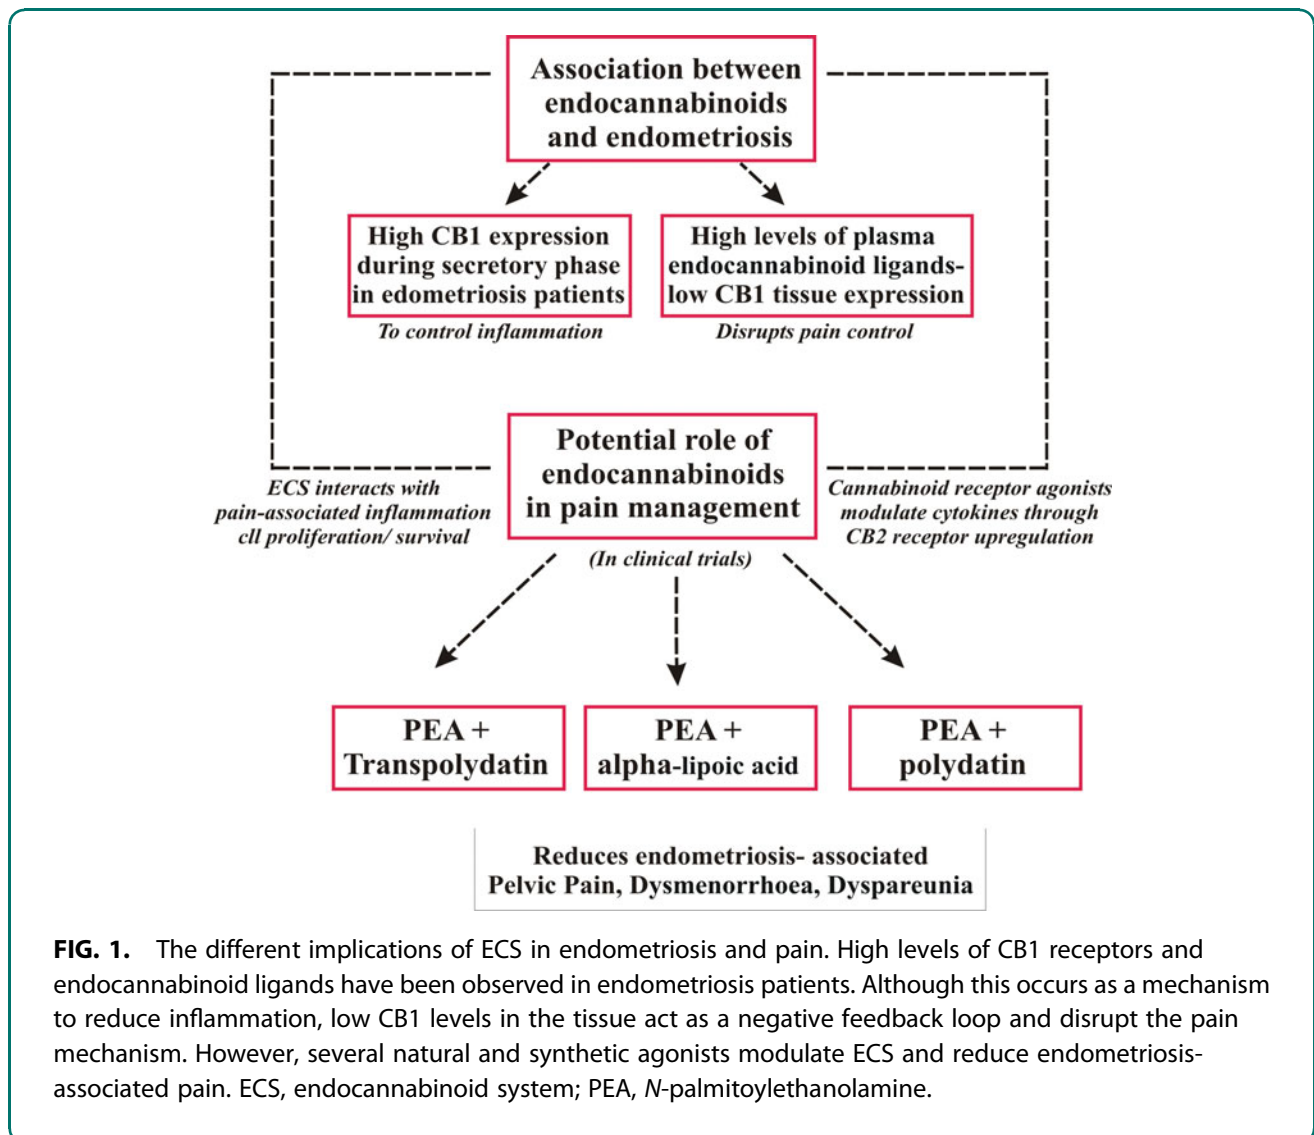 Association between
endocannabinoids
and endometriosis
High CB1 expression
during secretory phase
in edometriosis patients
To control inflammation
High levels of plasma
endocannabinoid ligands-
low CB1 tissue expression
Disrupts pain control
Potential role of
endocannabinoids
in pain management
(In clinical trials)
ECS interacts with
pain-associated inflammation
cll proliferation/ survival
Cannabinoid receptor agonists
modulate cytokines through
CB2 receptor upregulation
PEA +
Transpolydatin
PEA +
alpha-lipoic acid
PEA +
polydatin
Reduces endometriosis- associated
Pelvic Pain, Dysmenorrhoea, Dyspareunia
FIG. 1. The different implications of ECS in endometriosis and pain. High levels of CB1 receptors and
endocannabinoid ligands have been observed in endometriosis patients. Although this occurs as a mechanism
to reduce inflammation, low CB1 levels in the tissue act as a negative feedback loop and disrupt the pain
mechanism. However, several natural and synthetic agonists modulate ECS and reduce endometriosis-
associated pain. ECS, endocannabinoid system; PEA, N-palmitoylethanolamine.